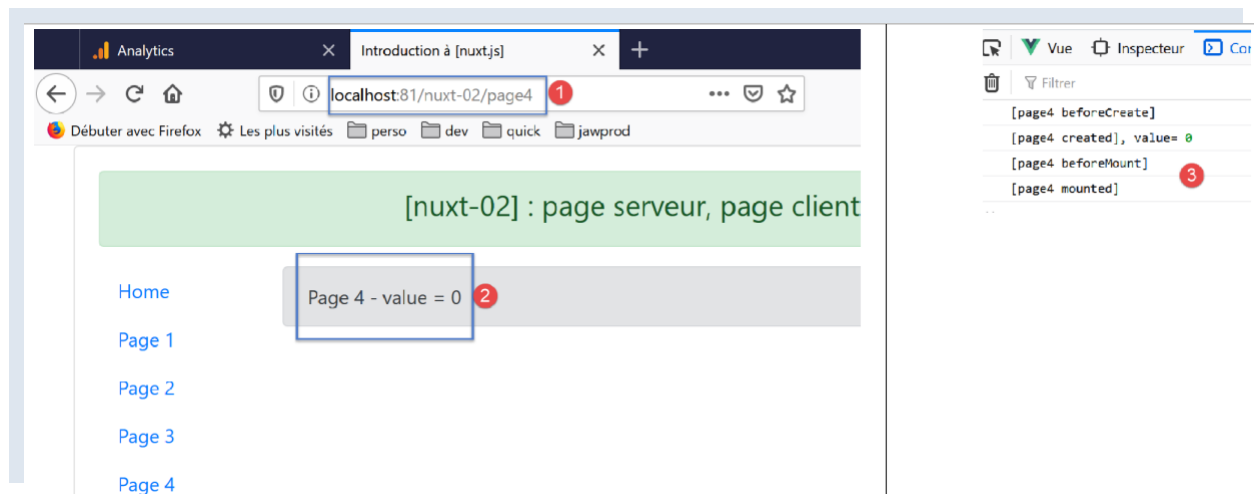 Analytics
Introduction à [nuxt.js]
localhost:81/nuxt-02/page4
1
Débuter avec Firefox Les plus visités perso dev quick jawprod
[nuxt-02] : page serveur, page client
Home
Page 1
Page 2
Page 3
Page 4
Page 4 - value = 0
2
Vue Inspecteur Cor
Filtrer
[page4 beforeCreate]
[page4 created], value= 0
[page4 beforeMount]
3
[page4 mounted]